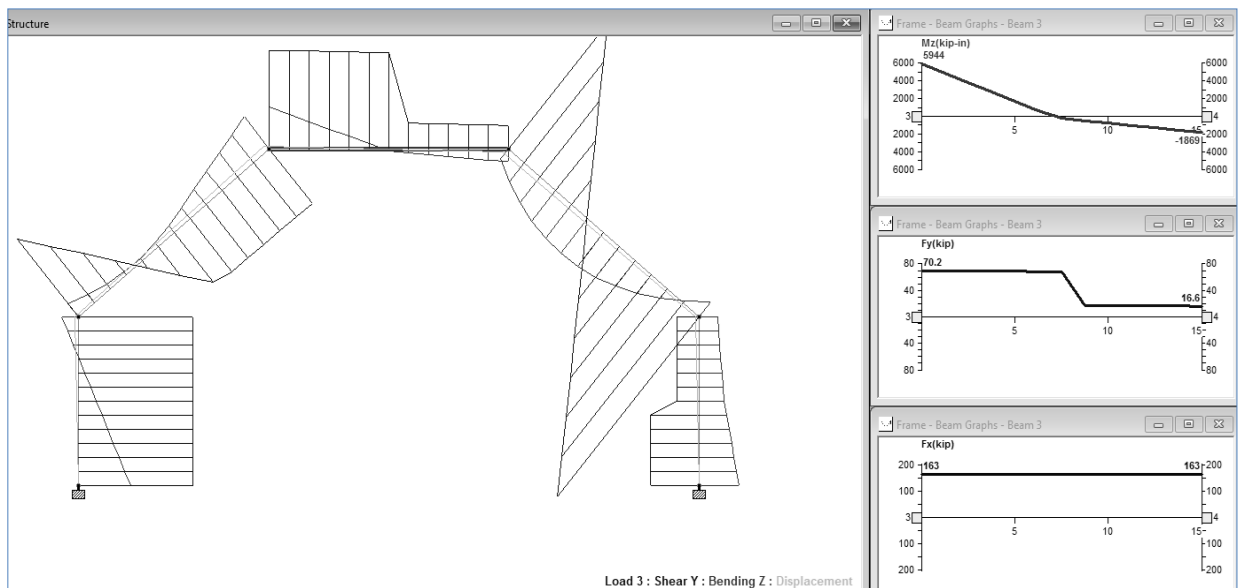 Structure
Load 3 : Shear Y : Bending Z : Displacement
Frame - Beam Graphs - Beam 3
Mz(kip-in)
5944
6000 6000
4000 4000
2000 2000
3 5 10 15 4
2000 2000
-1869
4000 4000
6000 6000
Frame - Beam Graphs - Beam 3
Fy(kip)
80 70.2 80
40 16.6 40
3 5 10 15 4
40 40
80 80
Frame - Beam Graphs - Beam 3
Fx(kip)
200 163 163 200
100 100
3 5 10 15 4
100 100
200 200